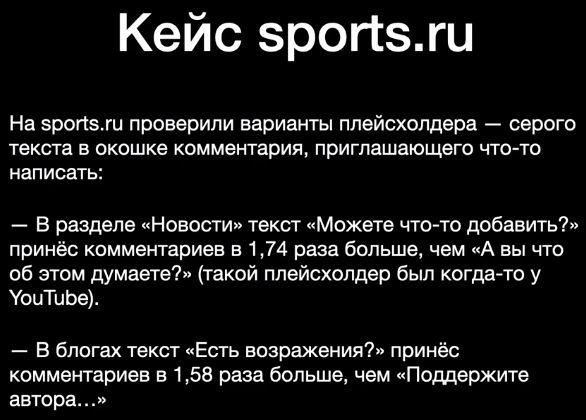 Кейс sports.ru
На sports.ru проверили варианты плейсхолдера — серого
текста в окошке комментария, приглашающего что-то
написать:
— В разделе «Новости» текст «Можете что-то добавить?»
принёс комментариев в 1,74 раза больше, чем «А вы что
об этом думаете?» (такой плейсхолдер был когда-то у
YouTube).
— В блогах текст «Есть возражения?» принёс
комментариев в 1,58 раза больше, чем «Поддержите
автора...»